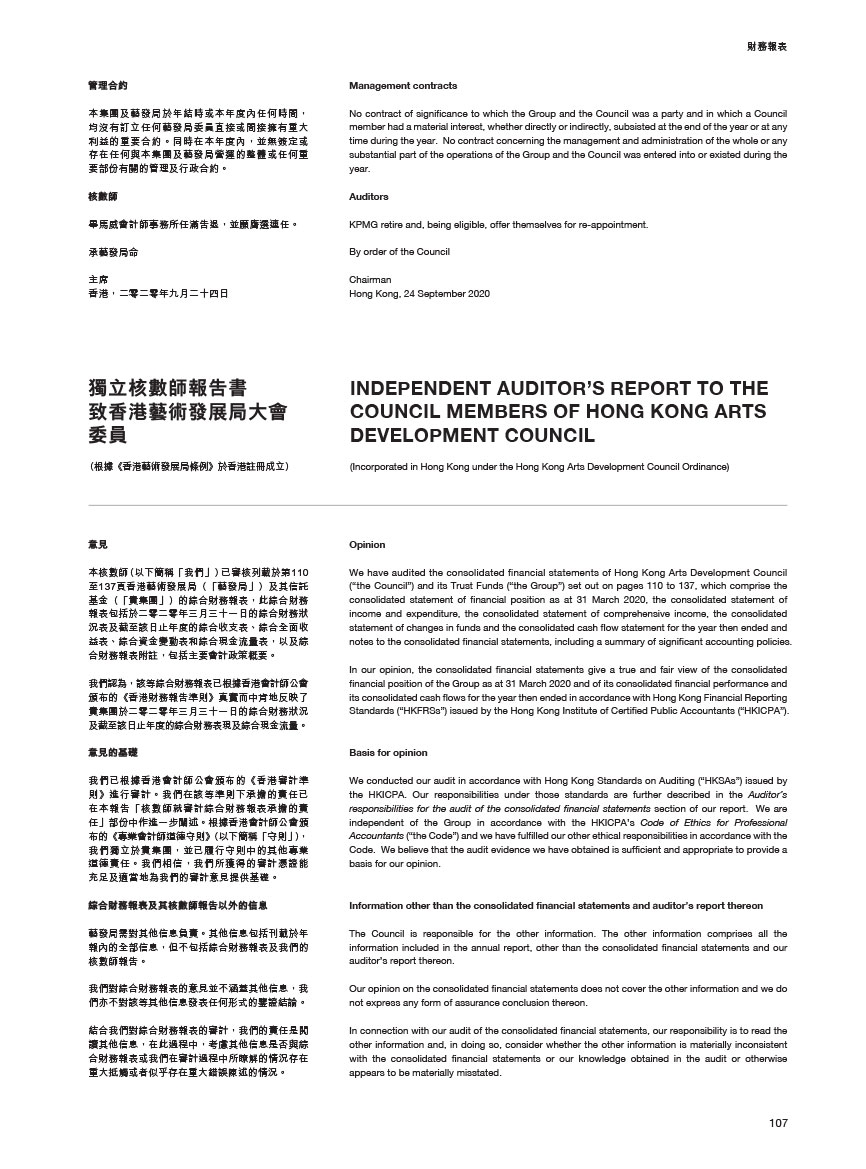 財務報表
管理合約
本集團及藝發局於年結時或本年度內任何時間，
均沒有訂立任何藝發局委員直接或間接擁有重大
利益的重要合約。同時在本年度內，並無簽定或
存在任何與本集團及藝發局營運的整體或任何重
要部份有關的管理及行政合約。
核數師
畢馬威會計師事務所任滿告退，並願膺選連任。
承藝發局命
主席
香港，二零二零年九月二十四日
Management contracts
No contract of significance to which the Group and the Council was a party and in which a Council
member had a material interest, whether directly or indirectly, subsisted at the end of the year or at any
time during the year. No contract concerning the management and administration of the whole or any
substantial part of the operations of the Group and the Council was entered into or existed during the
year.
Auditors
KPMG retire and, being eligible, offer themselves for re-appointment.
By order of the Council
Chairman
Hong Kong, 24 September 2020
獨立核數師報告書
致香港藝術發展局大會
委員
（根據《香港藝術發展局條例》於香港註冊成立）
INDEPENDENT AUDITOR’S REPORT TO THE
COUNCIL MEMBERS OF HONG KONG ARTS
DEVELOPMENT COUNCIL
(Incorporated in Hong Kong under the Hong Kong Arts Development Council Ordinance)
意見
本核數師（以下簡稱「我們」）已審核列載於第110
至137頁香港藝術發展局（「藝發局」）及其信託
基金（「貴集團」）的綜合財務報表，此綜合財務
報表包括於二零二零年三月三十一日的綜合財務狀
況表及截至該日止年度的綜合收支表、綜合全面收
益表、綜合資金變動表和綜合現金流量表，以及綜
合財務報表附註，包括主要會計政策概要。
我們認為，該等綜合財務報表已根據香港會計師公會
頒布的《香港財務報告準則》真實而中肯地反映了
貴集團於二零二零年三月三十一日的綜合財務狀況
及截至該日止年度的綜合財務表現及綜合現金流量。
意見的基礎
我們已根據香港會計師公會頒布的《香港審計準
則》進行審計。我們在該等準則下承擔的責任已
在本報告「核數師就審計綜合財務報表承擔的責
任」部份中作進一步闡述。根據香港會計師公會頒
布的《專業會計師道德守則》（以下簡稱「守則」），
我們獨立於貴集團，並已履行守則中的其他專業
道德責任。我們相信，我們所獲得的審計憑證能
充足及適當地為我們的審計意見提供基礎。
綜合財務報表及其核數師報告以外的信息
藝發局需對其他信息負責。其他信息包括刊載於年
報內的全部信息，但不包括綜合財務報表及我們的
核數師報告。
我們對綜合財務報表的意見並不涵蓋其他信息，我
們亦不對該等其他信息發表任何形式的鑒證結論。
結合我們對綜合財務報表的審計，我們的責任是閱
讀其他信息，在此過程中，考慮其他信息是否與綜
合財務報表或我們在審計過程中所瞭解的情況存在
重大抵觸或者似乎存在重大錯誤陳述的情況。
Opinion
We have audited the consolidated financial statements of Hong Kong Arts Development Council
(“the Council”) and its Trust Funds (“the Group”) set out on pages 110 to 137, which comprise the
consolidated statement of financial position as at 31 March 2020, the consolidated statement of
income and expenditure, the consolidated statement of comprehensive income, the consolidated
statement of changes in funds and the consolidated cash flow statement for the year then ended and
notes to the consolidated financial statements, including a summary of significant accounting policies.
In our opinion, the consolidated financial statements give a true and fair view of the consolidated
financial position of the Group as at 31 March 2020 and of its consolidated financial performance and
its consolidated cash flows for the year then ended in accordance with Hong Kong Financial Reporting
Standards (“HKFRSs”) issued by the Hong Kong Institute of Certified Public Accountants (“HKICPA”).
Basis for opinion
We conducted our audit in accordance with Hong Kong Standards on Auditing (“HKSAs”) issued by
the HKICPA. Our responsibilities under those standards are further described in the Auditor’s
responsibilities for the audit of the consolidated financial statements section of our report. We are
independent of the Group in accordance with the HKICPA’s Code of Ethics for Professional
Accountants (“the Code”) and we have fulfilled our other ethical responsibilities in accordance with the
Code. We believe that the audit evidence we have obtained is sufficient and appropriate to provide a
basis for our opinion.
Information other than the consolidated financial statements and auditor’s report thereon
The Council is responsible for the other information. The other information comprises all the
information included in the annual report, other than the consolidated financial statements and our
auditor’s report thereon.
Our opinion on the consolidated financial statements does not cover the other information and we do
not express any form of assurance conclusion thereon.
In connection with our audit of the consolidated financial statements, our responsibility is to read the
other information and, in doing so, consider whether the other information is materially inconsistent
with the consolidated financial statements or our knowledge obtained in the audit or otherwise
appears to be materially misstated.
107